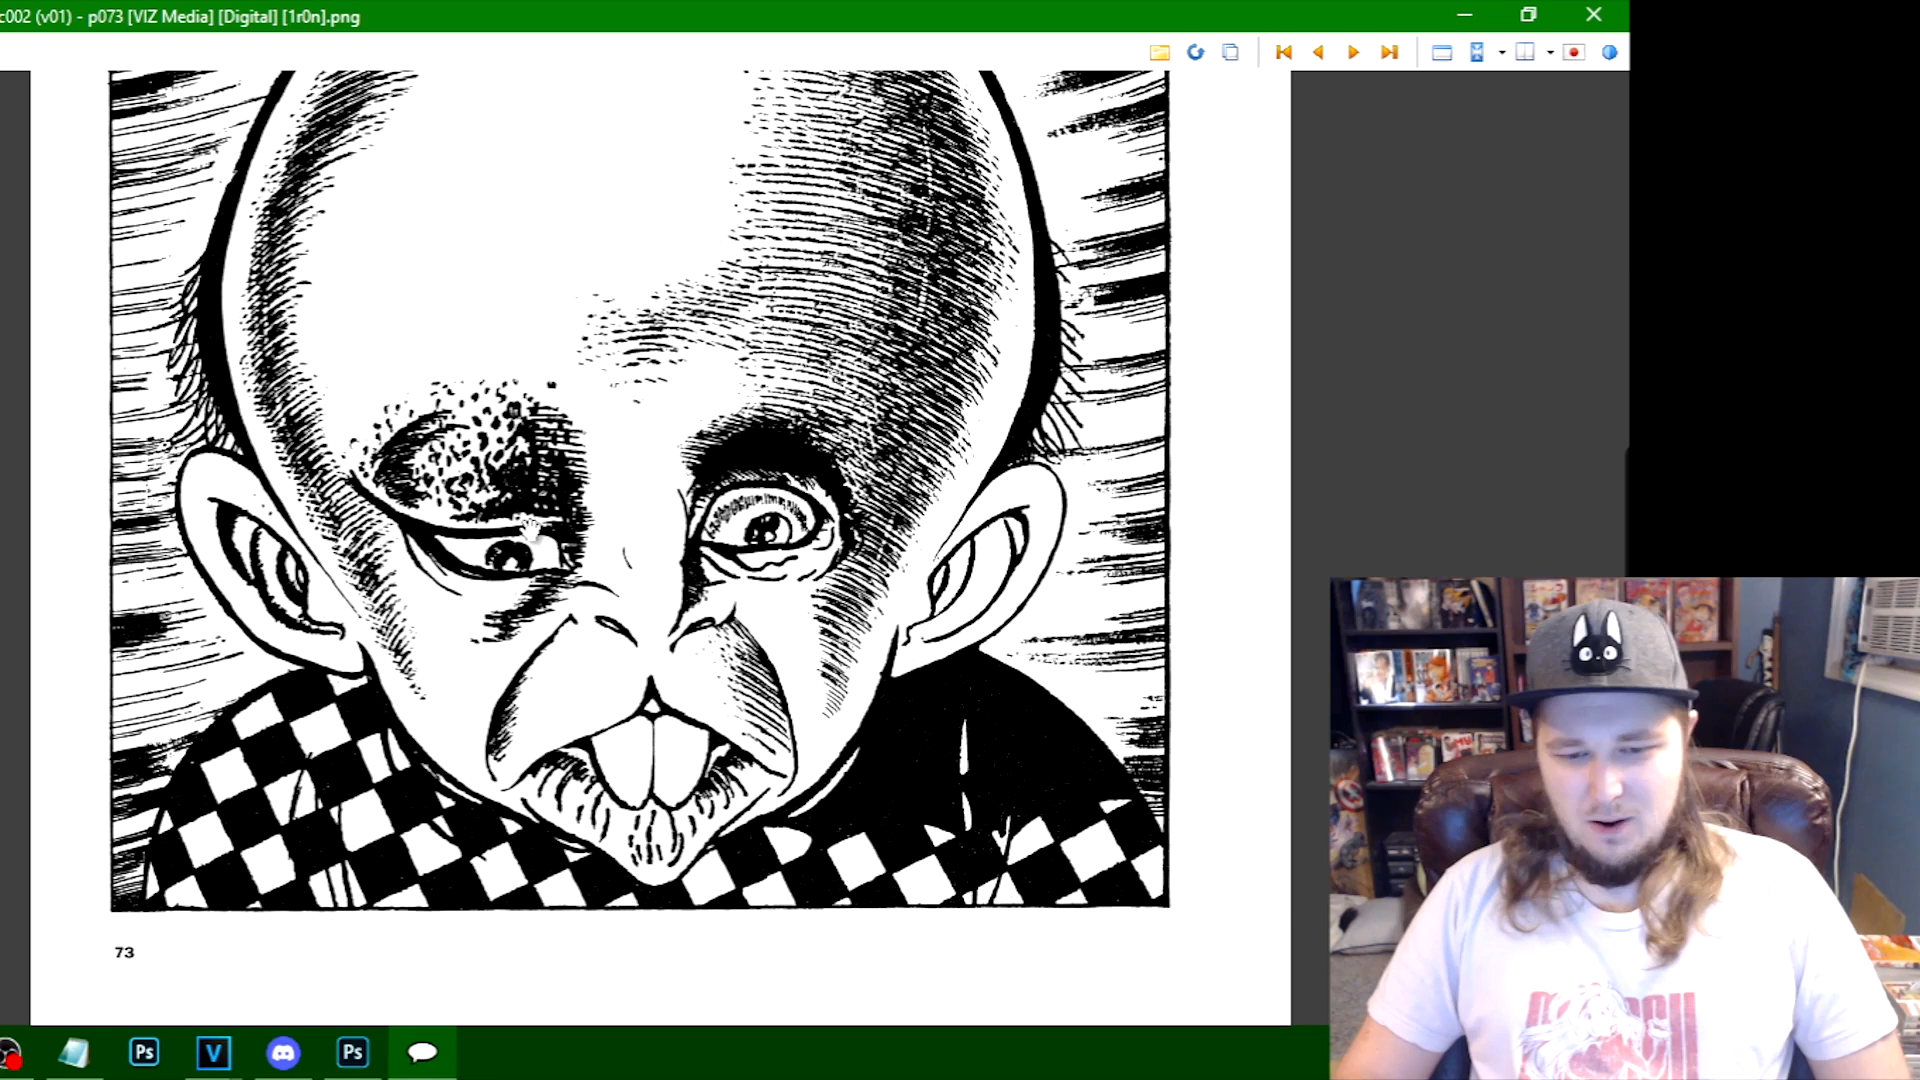 c002 (v01) - p073 [VIZ Media] [Digital] [1r0n].png
73
Ps
V
Ps